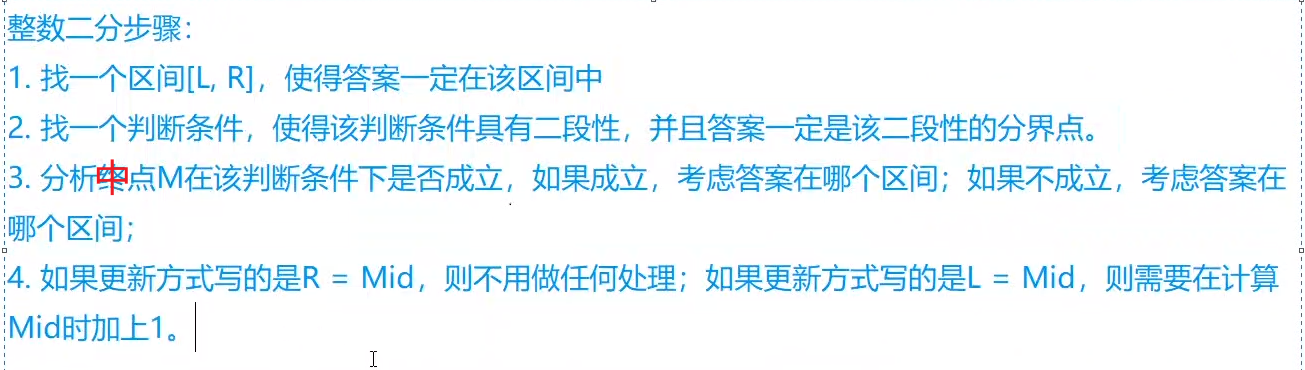 整数二分步骤：
1. 找一个区间[L, R]，使得答案一定在该区间中
2. 找一个判断条件，使得该判断条件具有二段性，并且答案一定是该二段性的分界点。
3. 分析中点M在该判断条件下是否成立，如果成立，考虑答案在哪个区间；如果不成立，考虑答案在
哪个区间；
4. 如果更新方式写的是R = Mid，则不用做任何处理；如果更新方式写的是L = Mid，则需要在计算
Mid时加上1。